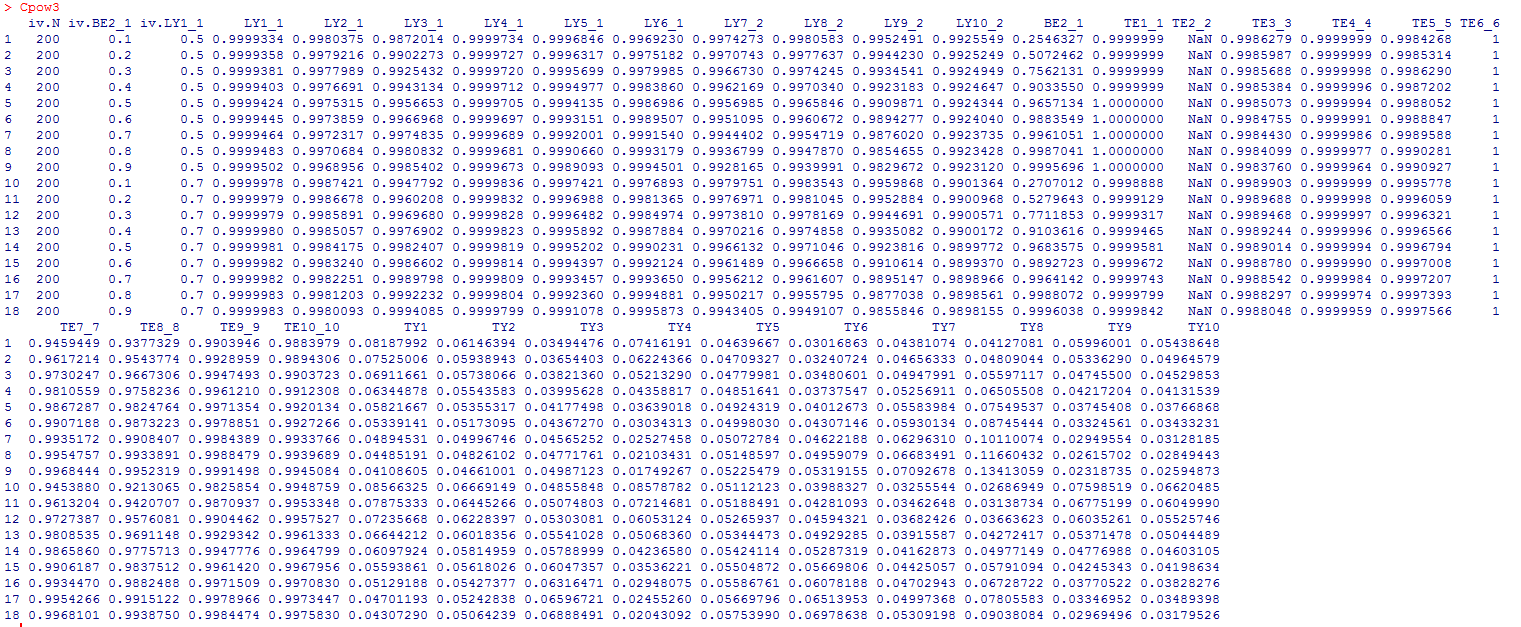 > Cpow3
iv.N iv.BE2_1 iv.LY1_1 LY1_1 LY2_1 LY3_1 LY4_1 LY5_1 LY6_1 LY7_2 LY8_2 LY9_2 LY10_2 BE2_1 TE1_1 TE2_2 TE3_3 TE4_4 TE5_5 TE6_6
1 200 0.1 0.5 0.9999334 0.9980375 0.9872014 0.9999734 0.9996846 0.9969230 0.9974273 0.9980583 0.9952491 0.9925549 0.2546327 0.9999999 NaN 0.9986279 0.9999999 0.9984268 1
2 200 0.2 0.5 0.9999358 0.9979216 0.9902273 0.9999727 0.9996317 0.9975182 0.9970743 0.9977637 0.9944230 0.9925249 0.5072462 0.9999999 NaN 0.9985987 0.9999999 0.9985314 1
3 200 0.3 0.5 0.9999381 0.9977989 0.9925432 0.9999720 0.9995699 0.9979985 0.9966730 0.9974245 0.9934541 0.9924949 0.7562131 0.9999999 NaN 0.9985688 0.9999998 0.9986290 1
4 200 0.4 0.5 0.9999403 0.9976691 0.9943134 0.9999712 0.9994977 0.9983860 0.9962169 0.9970340 0.9923183 0.9924647 0.9033550 0.9999999 NaN 0.9985384 0.9999996 0.9987202 1
5 200 0.5 0.5 0.9999424 0.9975315 0.9956653 0.9999705 0.9994135 0.9986986 0.9956985 0.9965846 0.9909871 0.9924344 0.9657134 1.0000000 NaN 0.9985073 0.9999994 0.9988052 1
6 200 0.6 0.5 0.9999445 0.9973859 0.9966968 0.9999697 0.9993151 0.9989507 0.9951095 0.9960672 0.9894277 0.9924040 0.9883549 1.0000000 NaN 0.9984755 0.9999991 0.9988847 1
7 200 0.7 0.5 0.9999464 0.9972317 0.9974835 0.9999689 0.9992001 0.9991540 0.9944402 0.9954719 0.9876020 0.9923735 0.9961051 1.0000000 NaN 0.9984430 0.9999986 0.9989588 1
8 200 0.8 0.5 0.9999483 0.9970684 0.9980832 0.9999681 0.9990660 0.9993179 0.9936799 0.9947870 0.9854655 0.9923428 0.9987041 1.0000000 NaN 0.9984099 0.9999977 0.9990281 1
9 200 0.9 0.5 0.9999502 0.9968956 0.9985402 0.9999673 0.9989093 0.9994501 0.9928165 0.9939991 0.9829672 0.9923120 0.9995696 1.0000000 NaN 0.9983760 0.9999964 0.9990927 1
10 200 0.1 0.7 0.9999978 0.9987421 0.9947792 0.9999836 0.9997421 0.9976893 0.9979751 0.9983543 0.9959868 0.9901364 0.2707012 0.9998888 NaN 0.9989903 0.9999999 0.9995778 1
11 200 0.2 0.7 0.9999979 0.9986678 0.9960208 0.9999832 0.9996988 0.9981365 0.9976971 0.9981045 0.9952884 0.9900968 0.5279643 0.9999129 NaN 0.9989688 0.9999998 0.9996059 1
12 200 0.3 0.7 0.9999979 0.9985891 0.9969680 0.9999828 0.9996482 0.9984974 0.9973810 0.9978169 0.9944691 0.9900571 0.7711853 0.9999317 NaN 0.9989468 0.9999997 0.9996321 1
13 200 0.4 0.7 0.9999980 0.9985057 0.9976902 0.9999823 0.9995892 0.9987884 0.9970216 0.9974858 0.9935082 0.9900172 0.9103616 0.9999465 NaN 0.9989244 0.9999996 0.9996566 1
14 200 0.5 0.7 0.9999981 0.9984175 0.9982407 0.9999819 0.9995202 0.9990231 0.9966132 0.9971046 0.9923816 0.9899772 0.9683575 0.9999581 NaN 0.9989014 0.9999994 0.9996794 1
15 200 0.6 0.7 0.9999982 0.9983240 0.9986602 0.9999814 0.9994397 0.9992124 0.9961489 0.9966658 0.9910614 0.9899370 0.9892723 0.9999672 NaN 0.9988780 0.9999990 0.9997008 1
16 200 0.7 0.7 0.9999982 0.9982251 0.9989798 0.9999809 0.9993457 0.9993650 0.9956212 0.9961607 0.9895147 0.9898966 0.9964142 0.9999743 NaN 0.9988542 0.9999984 0.9997207 1
17 200 0.8 0.7 0.9999983 0.9981203 0.9992232 0.9999804 0.9992360 0.9994881 0.9950217 0.9955795 0.9877038 0.9898561 0.9988072 0.9999799 NaN 0.9988297 0.9999974 0.9997393 1
18 200 0.9 0.7 0.9999983 0.9980093 0.9994085 0.9999799 0.9991078 0.9995873 0.9943405 0.9949107 0.9855846 0.9898155 0.9996038 0.9999842 NaN 0.9988048 0.9999959 0.9997566 1
TE7_7 TE8_8 TE9_9 TE10_10 TY1 TY2 TY3 TY4 TY5 TY6 TY7 TY8 TY9 TY10
1 0.9459449 0.9377329 0.9903946 0.9883979 0.08187992 0.06146394 0.03494476 0.07416191 0.04639667 0.03016863 0.04381074 0.04127081 0.05996001 0.05438648
2 0.9617214 0.9543774 0.9928959 0.9894306 0.07525006 0.05938943 0.03654403 0.06224366 0.04709327 0.03240724 0.04656333 0.04809044 0.05336290 0.04964579
3 0.9730247 0.9667306 0.9947493 0.9903723 0.06911661 0.05738066 0.03821360 0.05213290 0.04779981 0.03480601 0.04947991 0.05597117 0.04745500 0.04529853
4 0.9810559 0.9758236 0.9961210 0.9912308 0.06344878 0.05543583 0.03995628 0.04358817 0.04851641 0.03737547 0.05256911 0.06505508 0.04217204 0.04131539
5 0.9867287 0.9824764 0.9971354 0.9920134 0.05821667 0.05355317 0.04177498 0.03639018 0.04924319 0.04012673 0.05583984 0.07549537 0.03745408 0.03766868
6 0.9907188 0.9873223 0.9978851 0.9927266 0.05339141 0.05173095 0.04367270 0.03034313 0.04998030 0.04307146 0.05930134 0.08745444 0.03324561 0.03433231
7 0.9935172 0.9908407 0.9984389 0.9933766 0.04894531 0.04996746 0.04565252 0.02527458 0.05072784 0.04622188 0.06296310 0.10110074 0.02949554 0.03128185
8 0.9954757 0.9933891 0.9988479 0.9939689 0.04485191 0.04826102 0.04771761 0.02103431 0.05148597 0.04959079 0.06683491 0.11660432 0.02615702 0.02849443
9 0.9968444 0.9952319 0.9991498 0.9945084 0.04108605 0.04661001 0.04987123 0.01749267 0.05225479 0.05319155 0.07092678 0.13413059 0.02318735 0.02594873
10 0.9453880 0.9213065 0.9825854 0.9948759 0.08566325 0.06669149 0.04855848 0.08578782 0.05112123 0.03988327 0.03255544 0.02686949 0.07598519 0.06620485
11 0.9613204 0.9420707 0.9870937 0.9953348 0.07875333 0.06445266 0.05074803 0.07214681 0.05188491 0.04281093 0.03462648 0.03138734 0.06775199 0.06049990
12 0.9727387 0.9576081 0.9904462 0.9957527 0.07235668 0.06228397 0.05303081 0.06053124 0.05265937 0.04594321 0.03682426 0.03663623 0.06035261 0.05525746
13 0.9808535 0.9691148 0.9929342 0.9961333 0.06644212 0.06018356 0.05541028 0.05068360 0.05344473 0.04929285 0.03915587 0.04272417 0.05371478 0.05044489
14 0.9865860 0.9775713 0.9947776 0.9964799 0.06097924 0.05814959 0.05788999 0.04236580 0.05424114 0.05287319 0.04162873 0.04977149 0.04776988 0.04603105
15 0.9906187 0.9837512 0.9961420 0.9967956 0.05593861 0.05618026 0.06047357 0.03536221 0.05504872 0.05669806 0.04425057 0.05791094 0.04245343 0.04198634
16 0.9934470 0.9882488 0.9971509 0.9970830 0.05129188 0.05427377 0.06316471 0.02948075 0.05586761 0.06078188 0.04702943 0.06728722 0.03770522 0.03828276
17 0.9954266 0.9915122 0.9978966 0.9973447 0.04701193 0.05242838 0.06596721 0.02455260 0.05669796 0.06513953 0.04997368 0.07805583 0.03346952 0.03489398
18 0.9968101 0.9938750 0.9984474 0.9975830 0.04307290 0.05064239 0.06888491 0.02043092 0.05753990 0.06978638 0.05309198 0.09038084 0.02969496 0.03179526